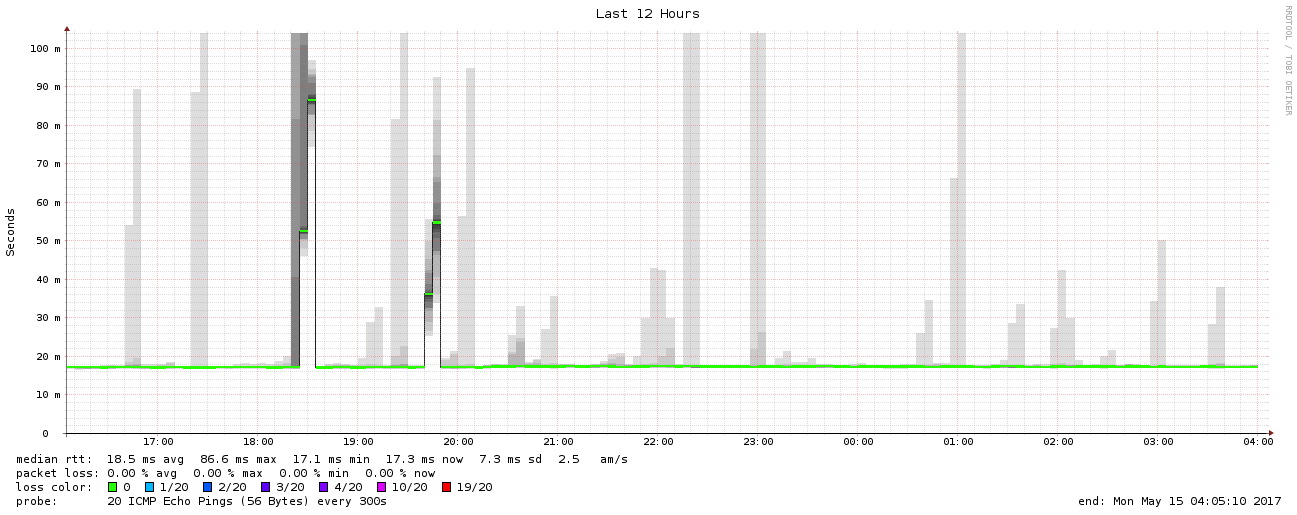 Last 12 Hours
RRDTOOL / TOBI OETIKER
Seconds
100 m
90 m
80 m
70 m
60 m
50 m
40 m
30 m
20 m
10 m
0
17:00 18:00 19:00 20:00 21:00 22:00 23:00 00:00 01:00 02:00 03:00 04:00
median rtt: 18.5 ms avg 86.6 ms max 17.1 ms min 17.3 ms now 7.3 ms sd 2.5 am/s
packet loss: 0.00 % avg 0.00 % max 0.00 % min 0.00 % now
loss color: 0 1/20 2/20 3/20 4/20 10/20 19/20
probe: 20 ICMP Echo Pings (56 Bytes) every 300s end: Mon May 15 04:05:10 2017